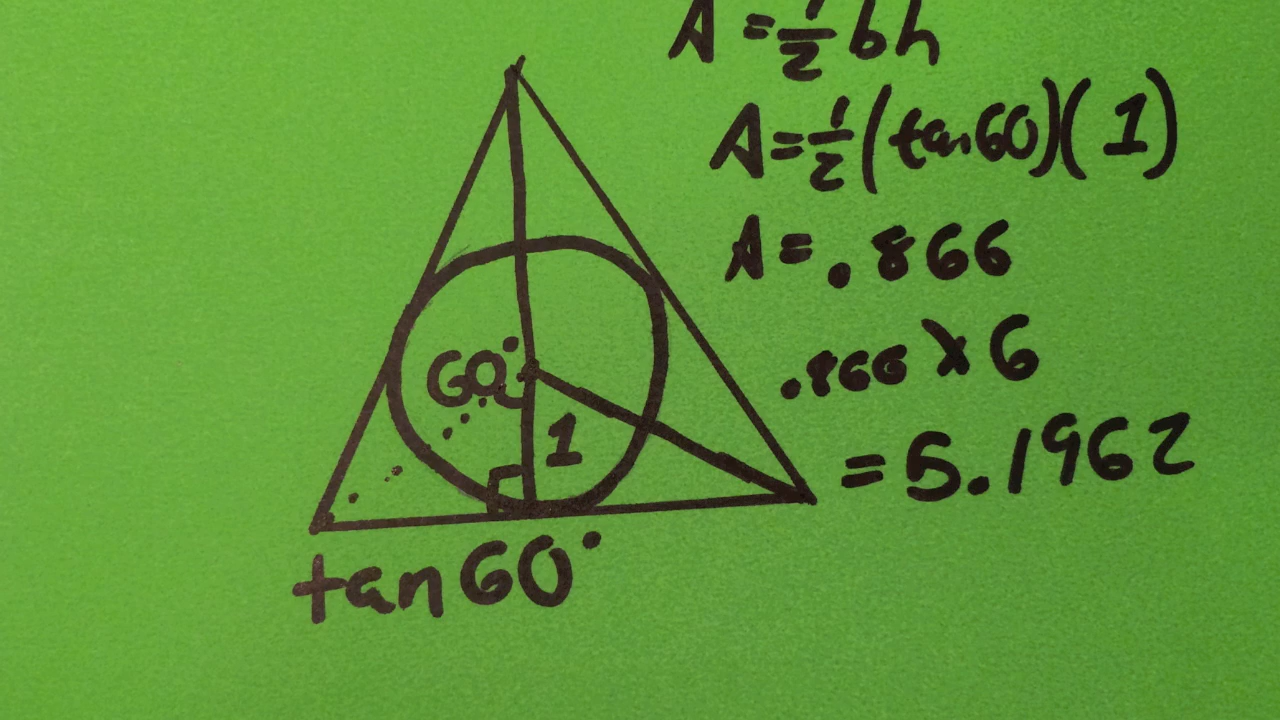 A = 1/2 bh
A = 1/2 (tan60)(1)
A = .866
.866 x 6
= 5.1962
60°
1
tan60°